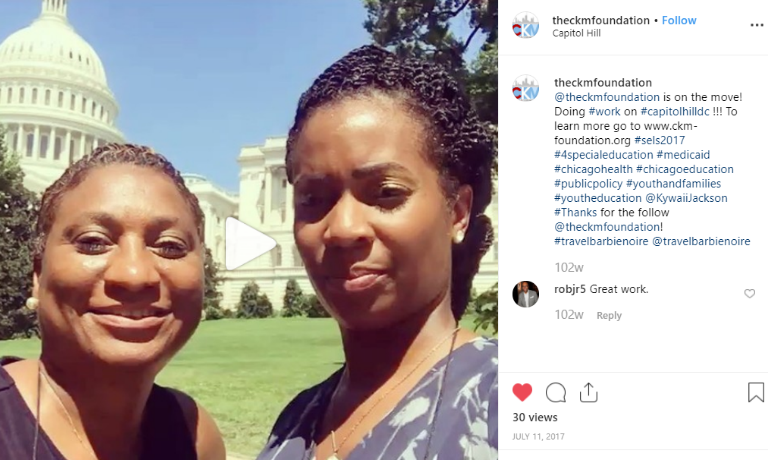 theckmfoundation • Follow
Capitol Hill
theckmfoundation
@theckmfoundation is on the move!
Doing #work on #capitolhilldc !!! To
learn more go to www.ckm-
foundation.org #sels2017
#4specialeducation #medicaid
#chicagohealth #chicagoeducation
#publicpolicy #youthandfamilies
#youtheducation @KywaiiJackson
#Thanks for the follow
@theckmfoundation!
#travelbarbienoire @travelbarbienoire
102w
robjr5 Great work.
102w Reply
30 views
JULY 11, 2017